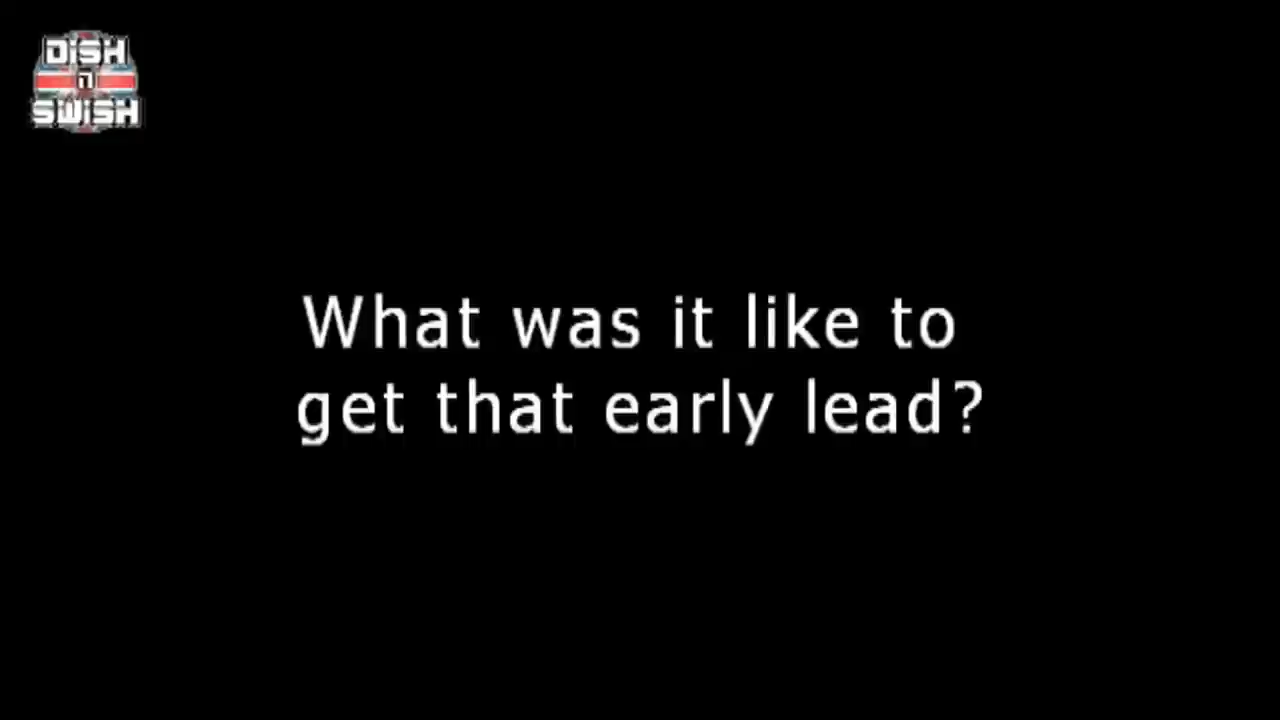 DiSH
n
SWiSH
What was it like to
get that early lead?